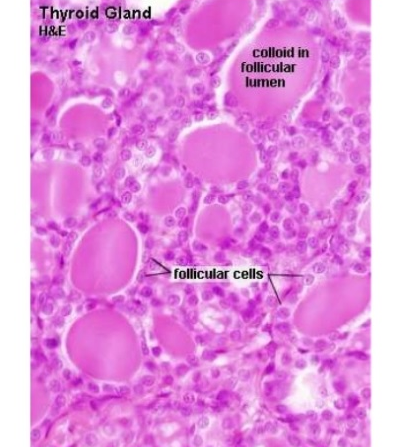 Thyroid Gland
H&E
colloid in
follicular
lumen
follicular cells